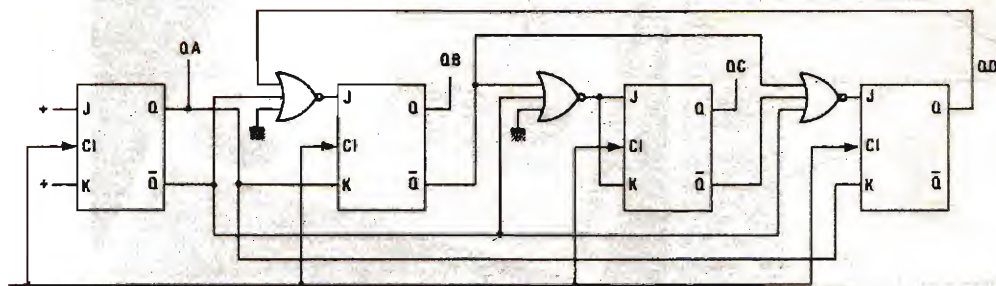 QA
QB
QC
QD
+ J Q
Cl
+ K Q̄
J Q
Cl
K Q̄
J Q
Cl
K Q̄
J Q
Cl
K Q̄